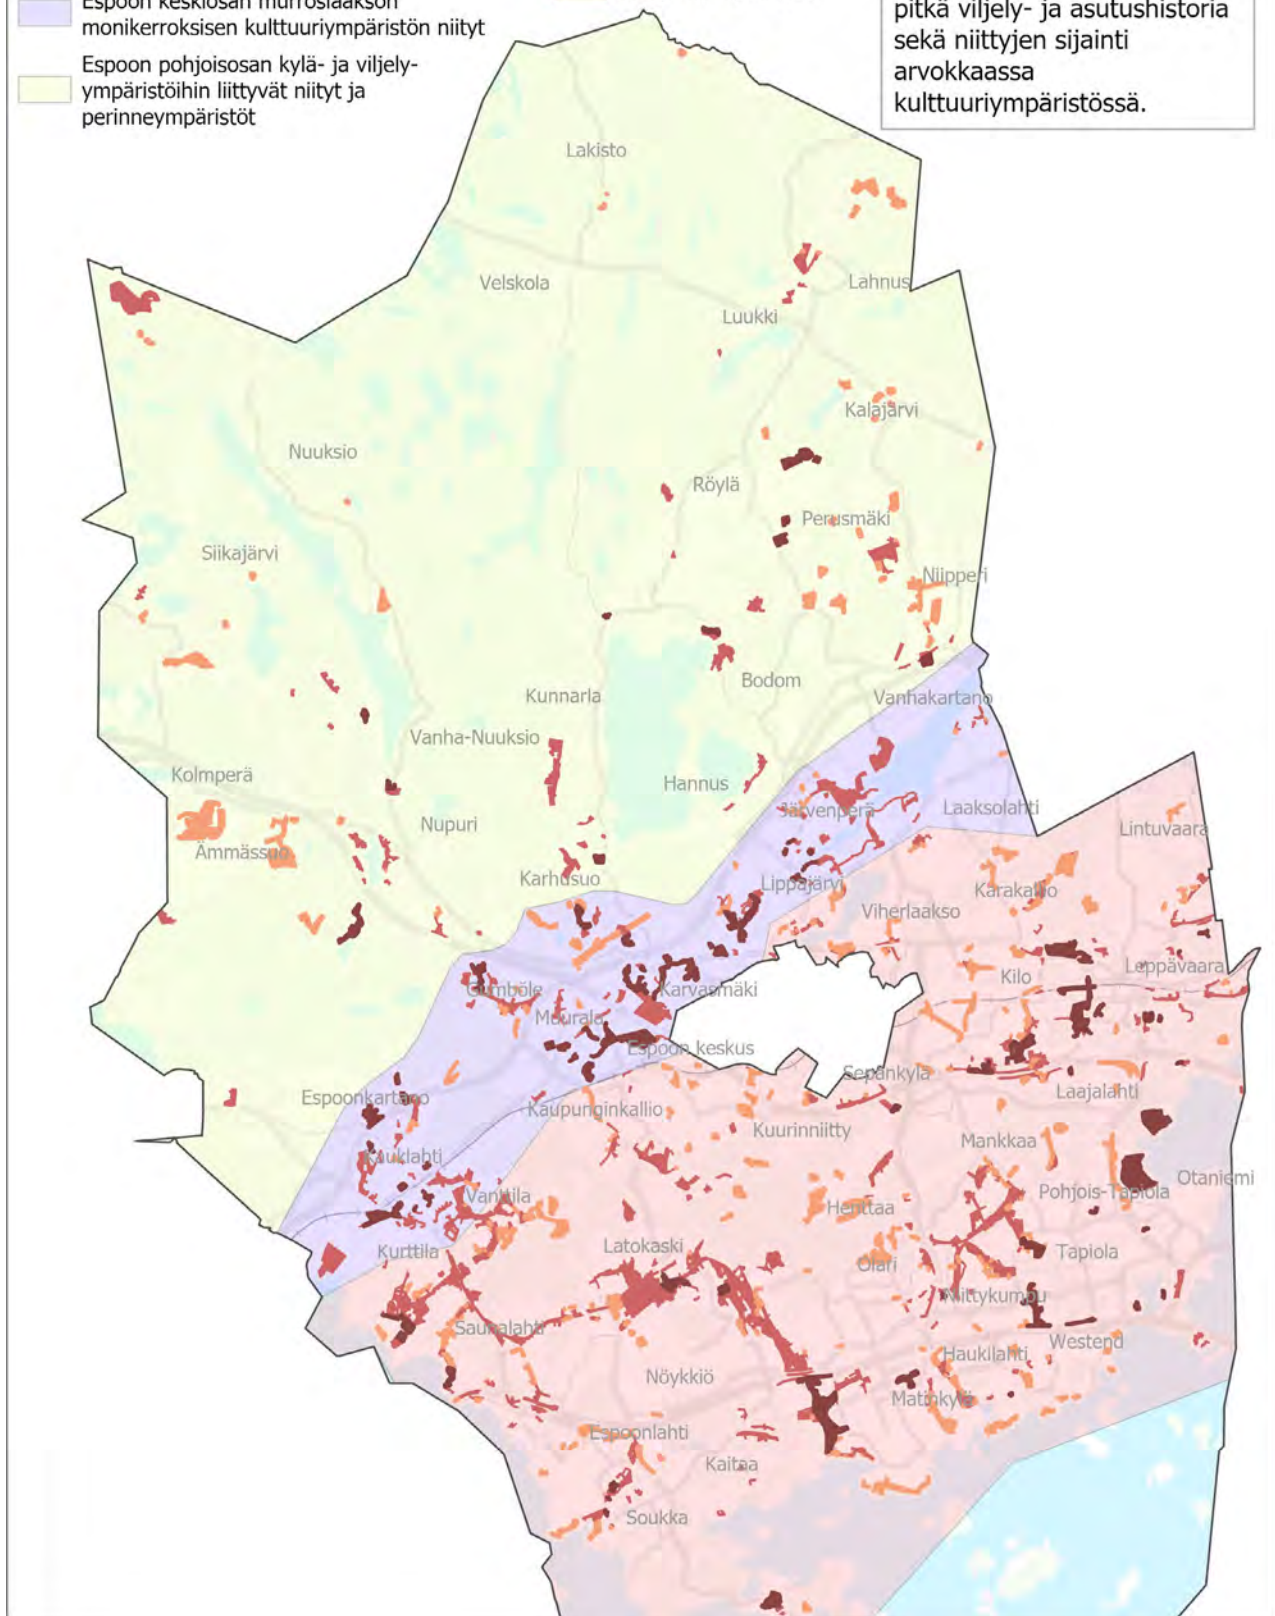 Espoon keskiosan murroslaakson
monikerroksisen kulttuuriympäristön niityt
Espoon pohjoisosan kylä- ja viljely-
ympäristöihin liittyvät niityt ja
perinneympäristöt
pitkä viljely- ja asutushistoria
sekä niittyjen sijainti
arvokkaassa
kulttuuriympäristössä.
Lakisto
Velskola
Lahnus
Luukki
Kalajärvi
Nuuksio
Röylä
Perusmäki
Siikajärvi
Niipperi
Bodom
Kunnarla
Vanhakartano
Vanha-Nuuksio
Kolmperä
Hannus
Järvenperä
Laaksolahti
Nupuri
Lintuvaara
Ämmässuo
Karhusuo
Lippajärvi
Karakallio
Viherlaakso
Leppävaara
Kilo
Gumböle
Karvasmäki
Muurala
Espoon keskus
Sepänkylä
Laajalahti
Espoonkartano
Kaupunginkallio
Kuurinniitty
Mankkaa
Kauklahti
Otaniemi
Pohjois-Tapiola
Vanttila
Henttaa
Latokaski
Kurttila
Tapiola
Olari
Niittykumpu
Saunalahti
Westend
Haukilahti
Nöykkiö
Matinkylä
Espoonlahti
Kaitaa
Soukka